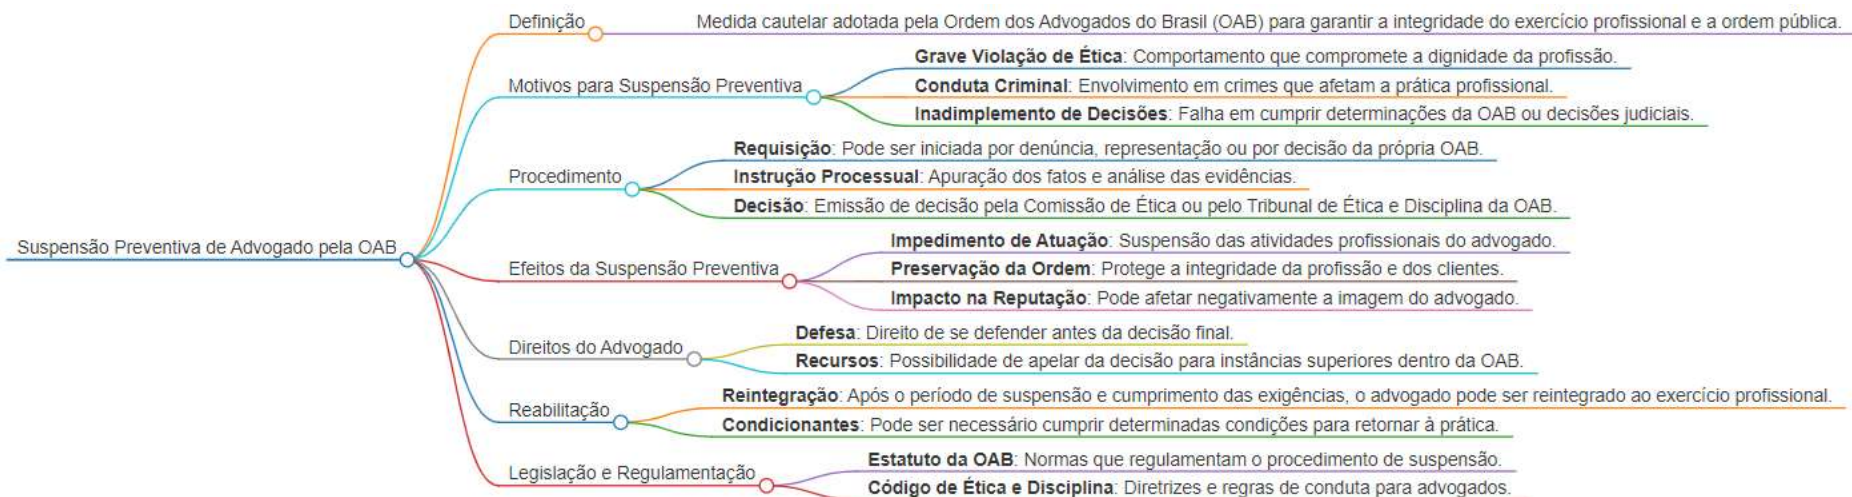 Definição
Medida cautelar adotada pela Ordem dos Advogados do Brasil (OAB) para garantir a integridade do exercício profissional e a ordem pública.
Grave Violação de Ética: Comportamento que compromete a dignidade da profissão.
Motivos para Suspensão Preventiva
Conduta Criminal: Envolvimento em crimes que afetam a prática profissional.
Inadimplemento de Decisões: Falha em cumprir determinações da OAB ou decisões judiciais.
Requisição: Pode ser iniciada por denúncia, representação ou por decisão da própria OAB.
Procedimento
Instrução Processual: Apuração dos fatos e análise das evidências.
Decisão: Emissão de decisão pela Comissão de Ética ou pelo Tribunal de Ética e Disciplina da OAB.
Suspensão Preventiva de Advogado pela OAB
Impedimento de Atuação: Suspensão das atividades profissionais do advogado.
Efeitos da Suspensão Preventiva
Preservação da Ordem: Protege a integridade da profissão e dos clientes.
Impacto na Reputação: Pode afetar negativamente a imagem do advogado.
Defesa: Direito de se defender antes da decisão final.
Direitos do Advogado
Recursos: Possibilidade de apelar da decisão para instâncias superiores dentro da OAB.
Reintegração: Após o período de suspensão e cumprimento das exigências, o advogado pode ser reintegrado ao exercício profissional.
Reabilitação
Condicionantes: Pode ser necessário cumprir determinadas condições para retornar à prática.
Estatuto da OAB: Normas que regulamentam o procedimento de suspensão.
Legislação e Regulamentação
Código de Ética e Disciplina: Diretrizes e regras de conduta para advogados.